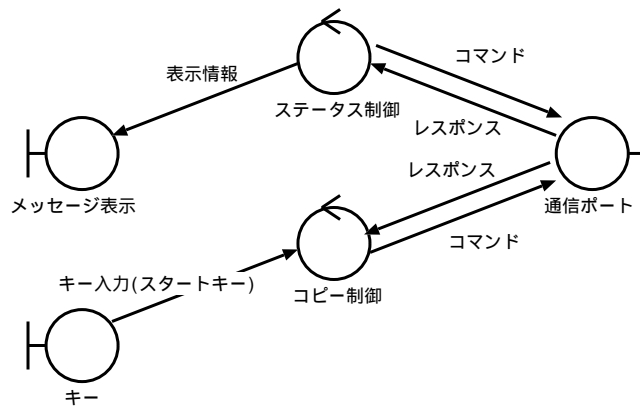 表示情報
コマンド
ステータス制御
レスポンス
メッセージ表示
レスポンス
通信ポート
コマンド
キー入力(スタートキー)
コピー制御
キー